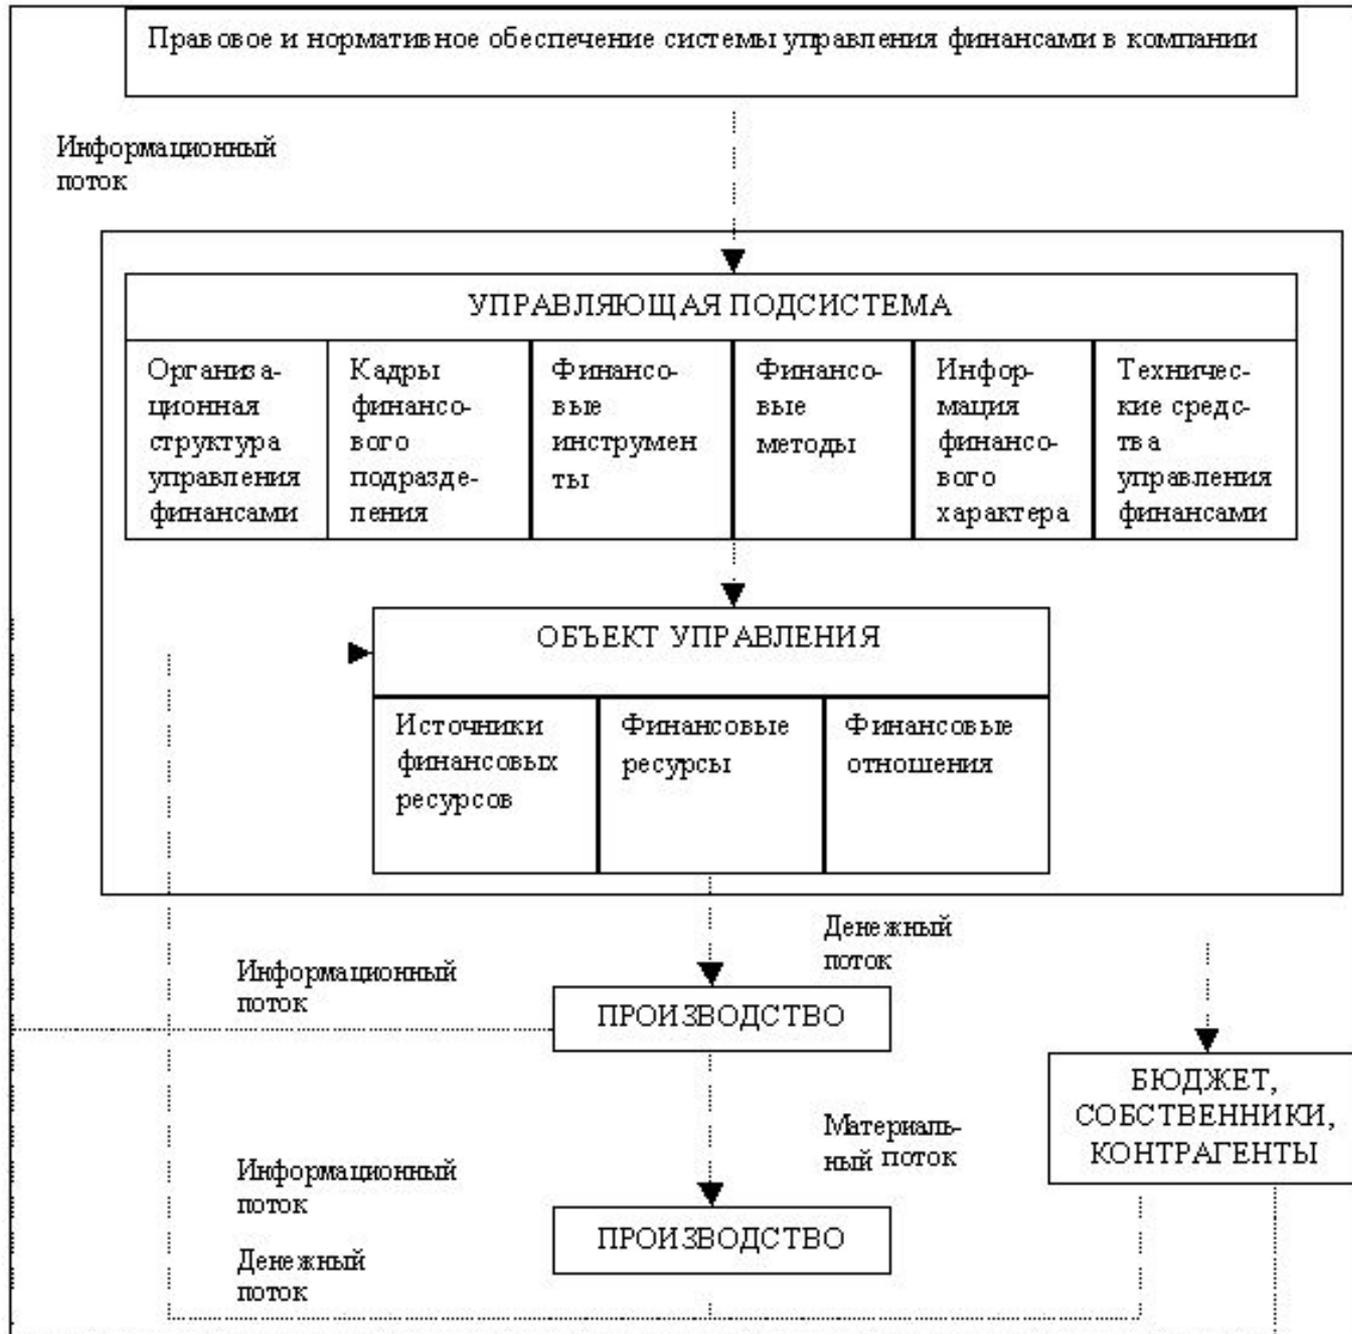 Правовое и нормативное обеспечение системы управления финансами в компании
Информационный
поток
УПРАВЛЯЮЩАЯ ПОДСИСТЕМА
Организа-
ционная
структура
управления
финансами
Кадры
финансо-
вого
подразде-
ления
Финансо-
вые
инструмен
ты
Финансо-
вые
методы
Инфор-
мация
финансо-
вого
характера
Техничес-
кие средс-
тва
управления
финансами
ОБЪЕКТ УПРАВЛЕНИЯ
Источники
финансовых
ресурсов
Финансовые
ресурсы
Финансовые
отношения
Денежный
поток
Информационный
поток
ПРОИЗВОДСТВО
БЮДЖЕТ,
СОБСТВЕННИКИ,
КОНТРАГЕНТЫ
Материаль-
ный поток
Информационный
поток
ПРОИЗВОДСТВО
Денежный
поток